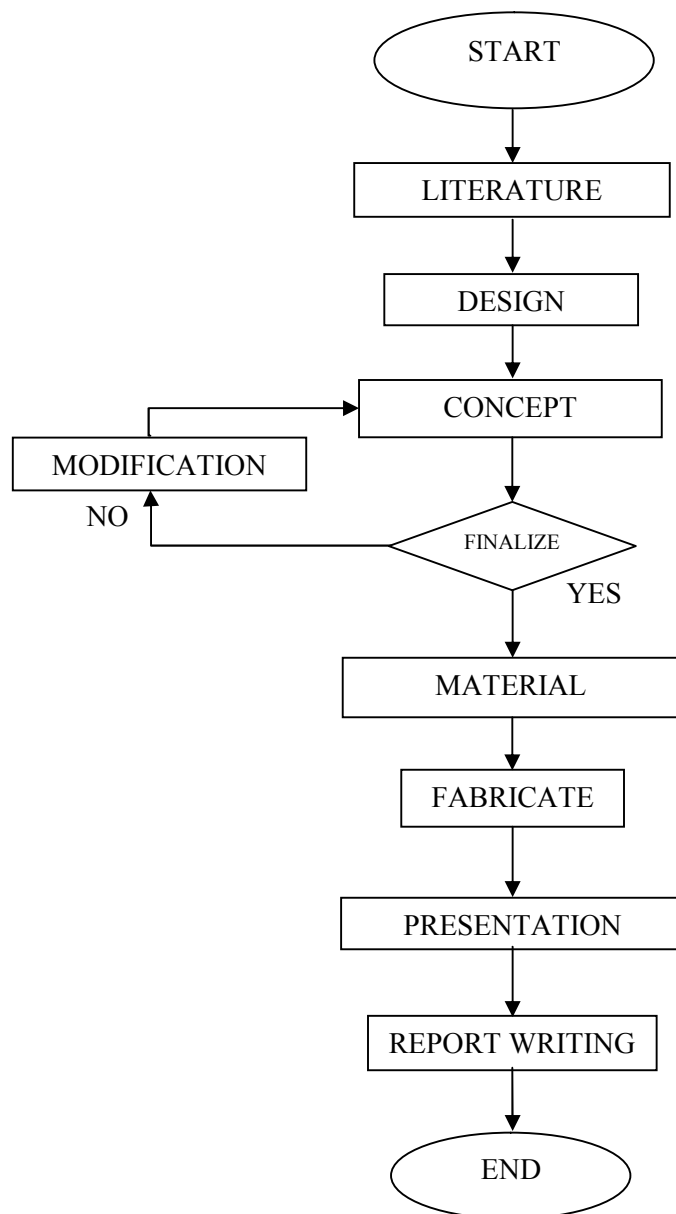 START
LITERATURE
DESIGN
CONCEPT
MODIFICATION
NO
FINALIZE
YES
MATERIAL
FABRICATE
PRESENTATION
REPORT WRITING
END